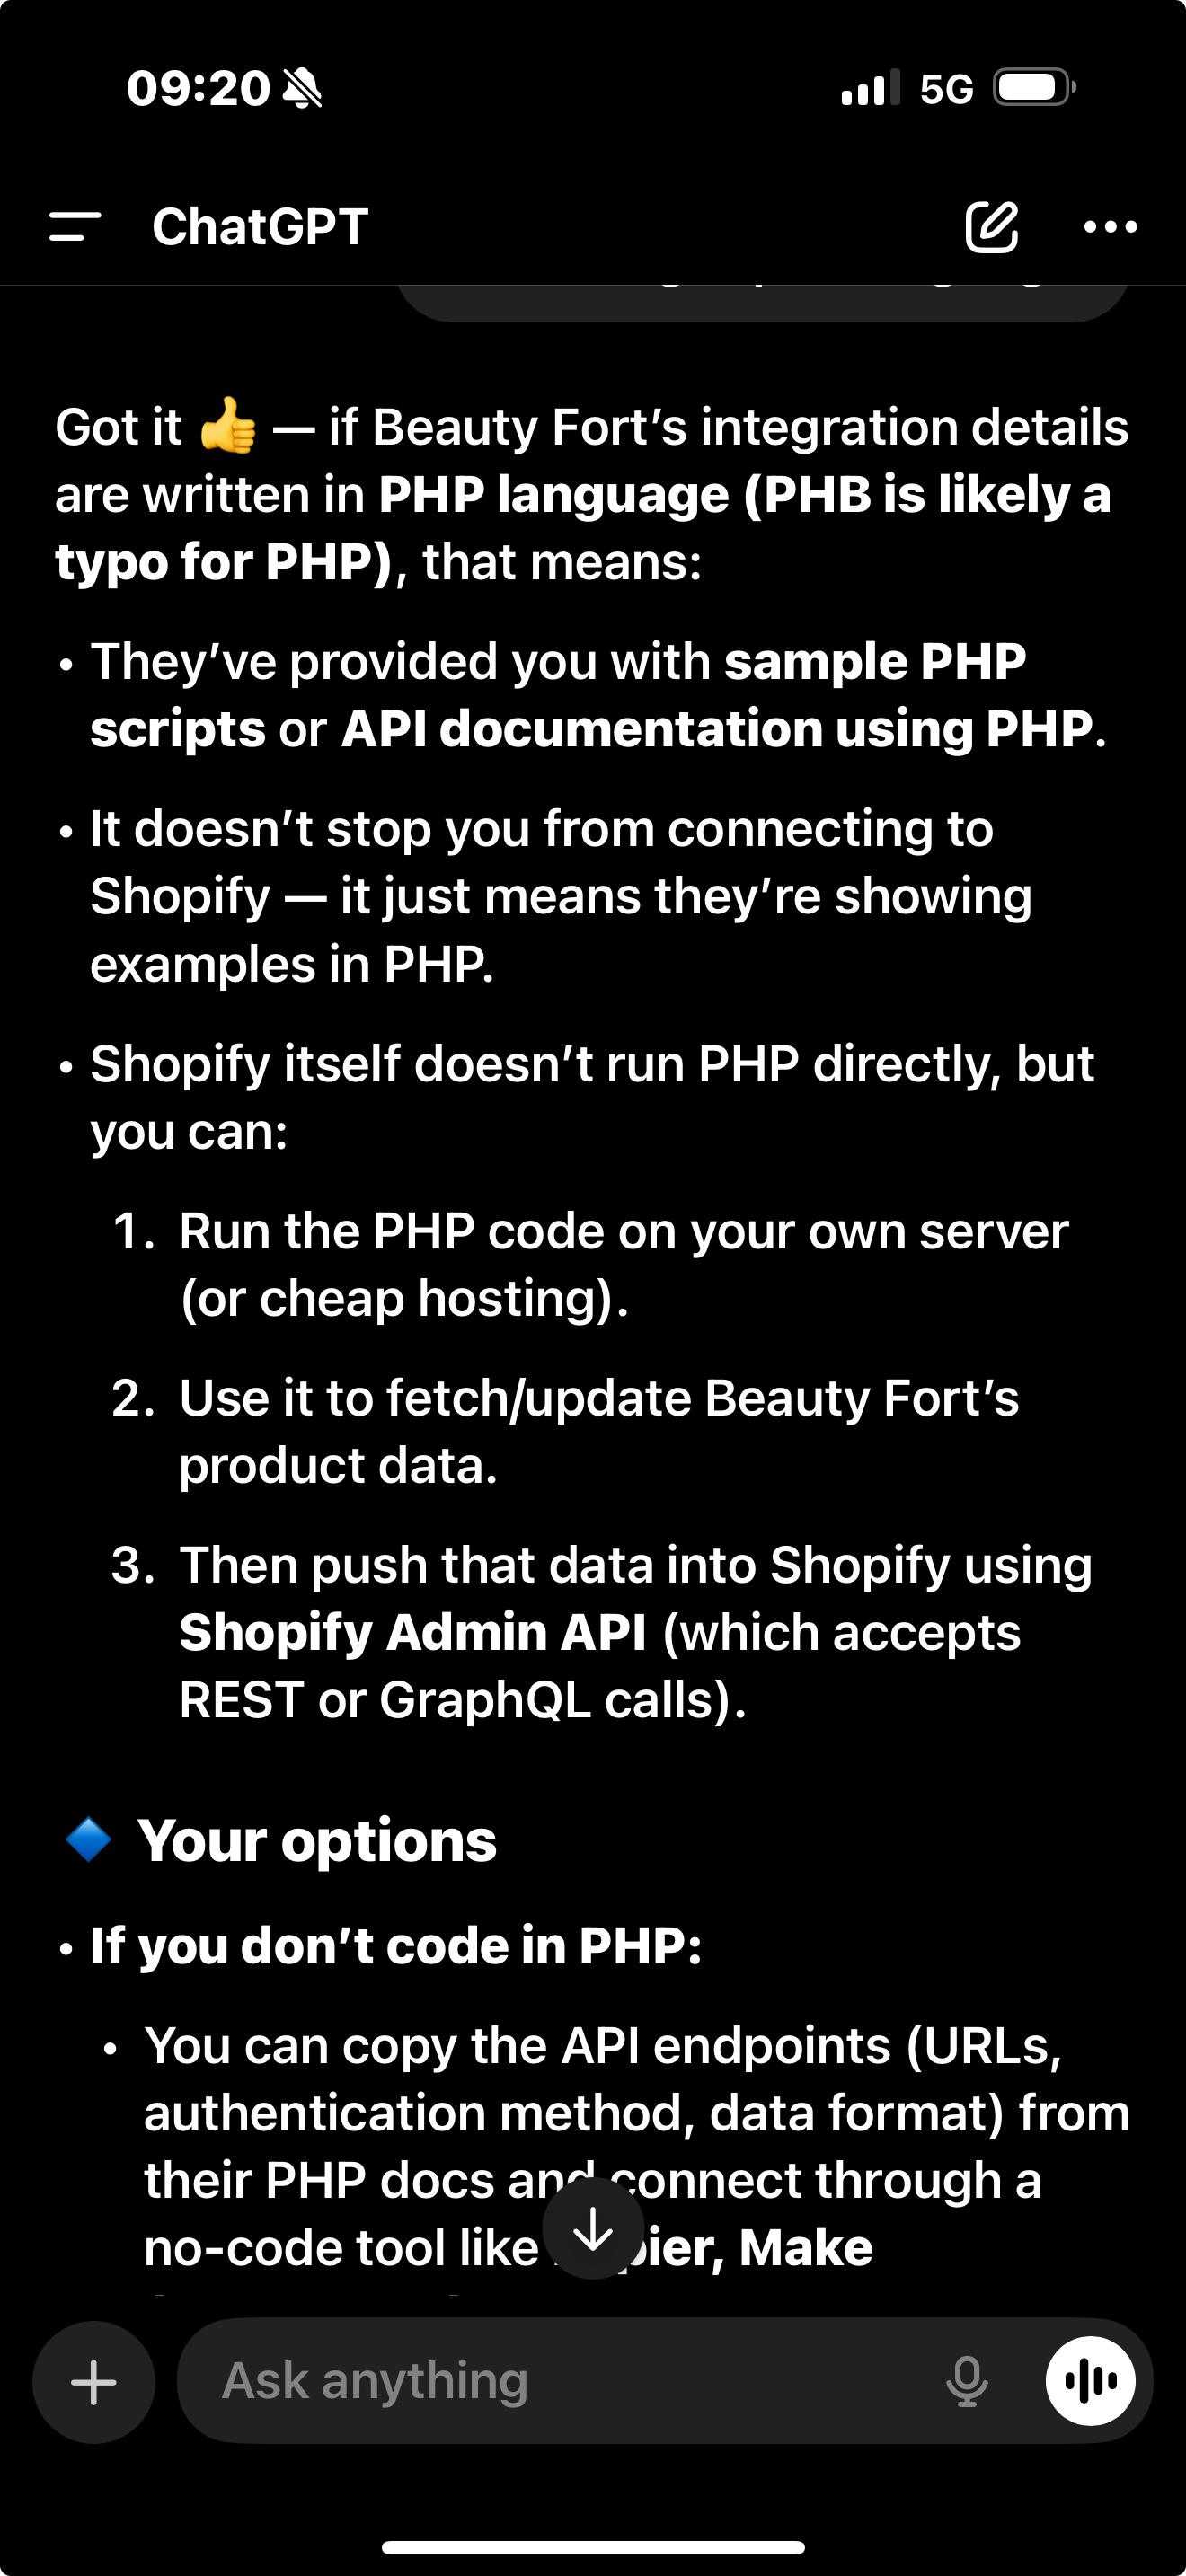 09:20
5G
ChatGPT
Got it 👍 — if Beauty Fort’s integration details
are written in PHP language (PHB is likely a
typo for PHP), that means:
• They’ve provided you with sample PHP
scripts or API documentation using PHP.
• It doesn’t stop you from connecting to
Shopify — it just means they’re showing
examples in PHP.
• Shopify itself doesn’t run PHP directly, but
you can:
1. Run the PHP code on your own server
(or cheap hosting).
2. Use it to fetch/update Beauty Fort’s
product data.
3. Then push that data into Shopify using
Shopify Admin API (which accepts
REST or GraphQL calls).
🔹 Your options
• If you don’t code in PHP:
• You can copy the API endpoints (URLs,
authentication method, data format) from
their PHP docs and connect through a
no-code tool like Make
Ask anything